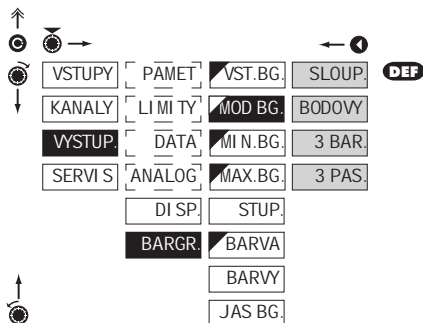 VSTUPY PAMET VST.BG. SLOUP. DEF
KANALY LIMITY MOD BG. BODOVY
VYSTUP. DATA MIN.BG. 3 BAR.
SERVIS ANALOG MAX.BG. 3 PAS.
DISP. STUP.
BARGR. BARVA
BARVY
JAS BG.